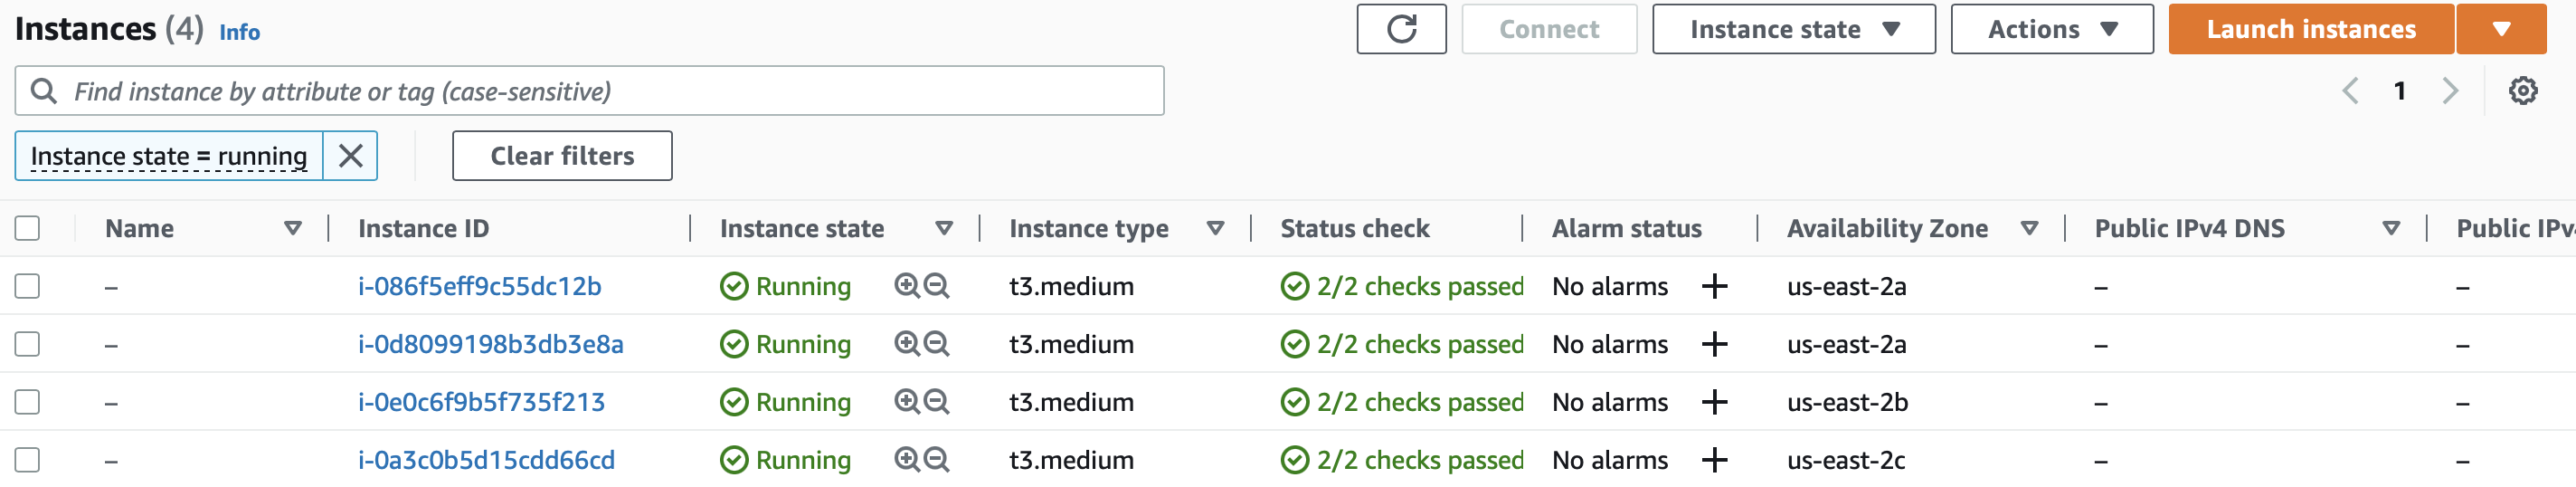 Instances (4) Info Connect Instance state Actions Launch instances
Find instance by attribute or tag (case-sensitive) 1
Instance state = running Clear filters
Name Instance ID Instance state Instance type Status check Alarm status Availability Zone Public IPv4 DNS Public IPv4
– i-086f5eff9c55dc12b Running t3.medium 2/2 checks passed No alarms + us-east-2a – –
– i-0d8099198b3db3e8a Running t3.medium 2/2 checks passed No alarms + us-east-2a – –
– i-0e0c6f9b5f735f213 Running t3.medium 2/2 checks passed No alarms + us-east-2b – –
– i-0a3c0b5d15cdd66cd Running t3.medium 2/2 checks passed No alarms + us-east-2c – –